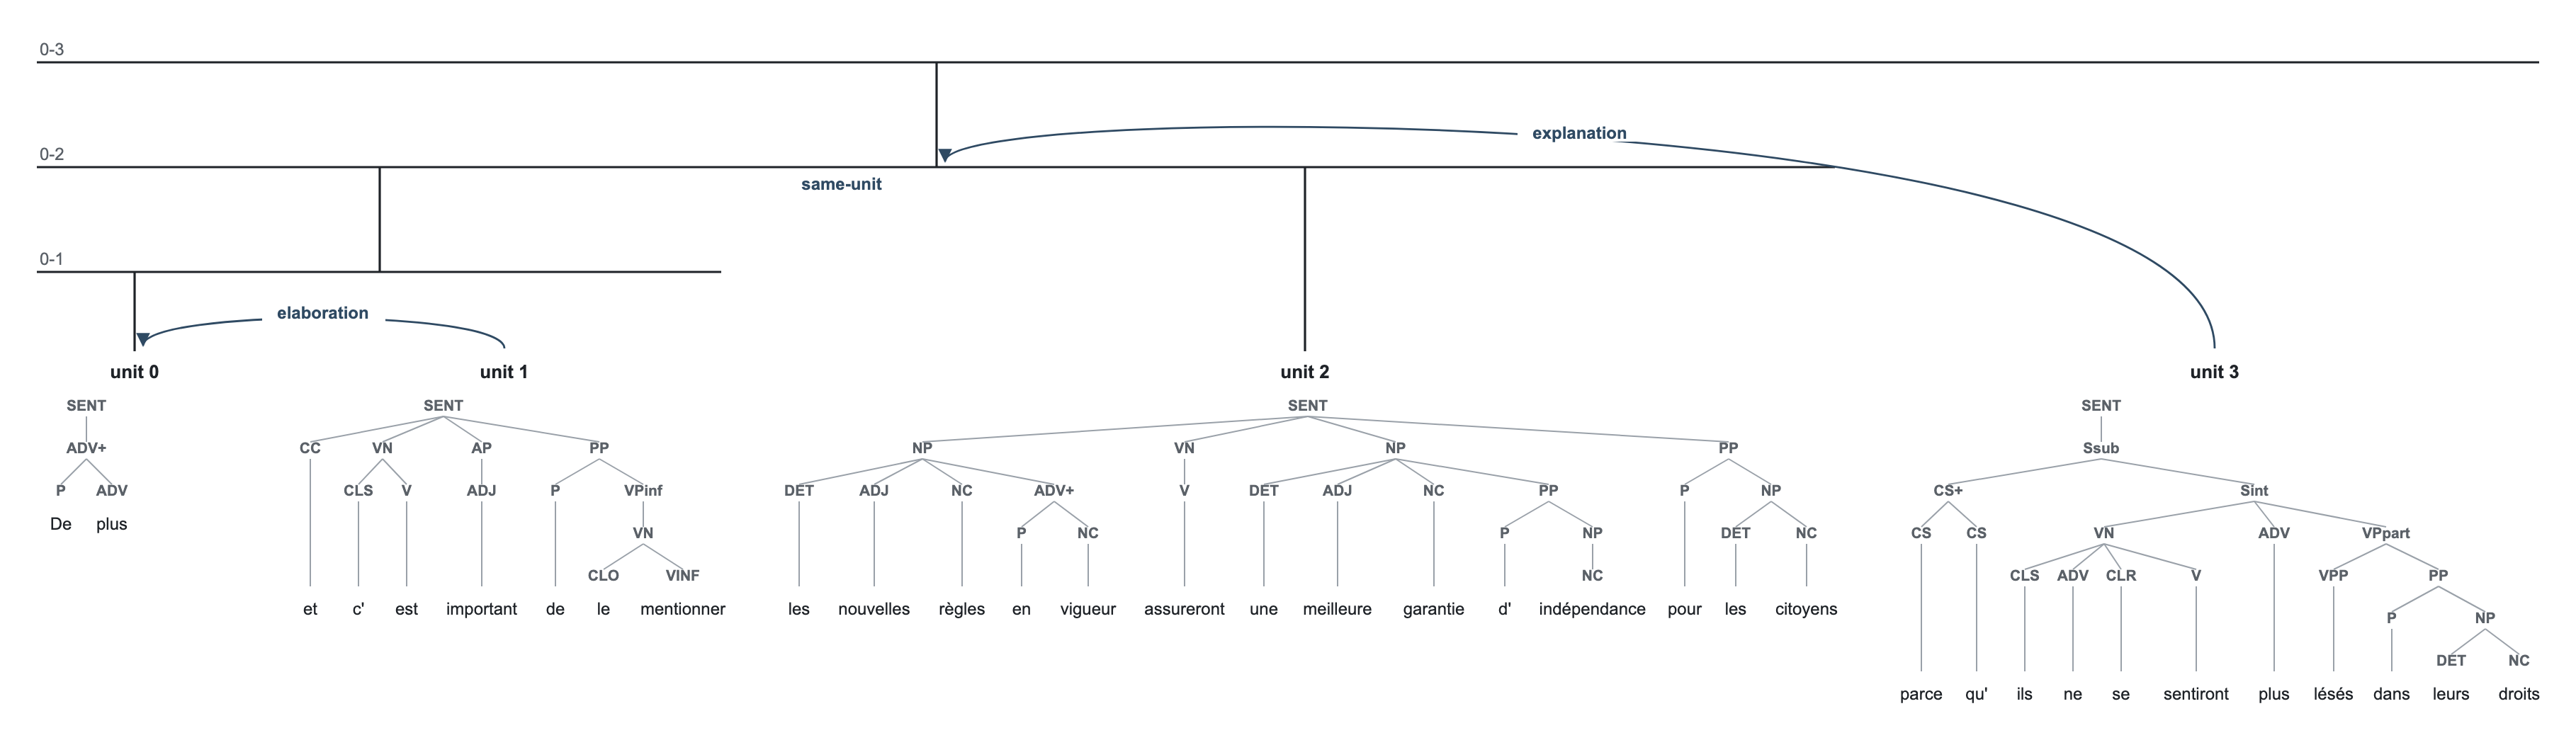 0-3
explanation
0-2
same-unit
0-1
elaboration
unit 0 unit 1 unit 2 unit 3
SENT SENT SENT SENT
ADV+ CC VN AP PP NP VN NP PP Ssub
P ADV CLS V ADJ P VPinf DET ADJ NC ADV+ V DET ADJ NC PP P NP CS+ Sint
De plus
VN P NC P NP DET NC CS CS VN ADV VPpart
CLO VINF NC CLS ADV CLR V VPP PP
et c' est important de le mentionner les nouvelles règles en vigueur assureront une meilleure garantie d' indépendance pour les citoyens
P NP
DET NC
parce qu' ils ne se sentiront plus lésés dans leurs droits